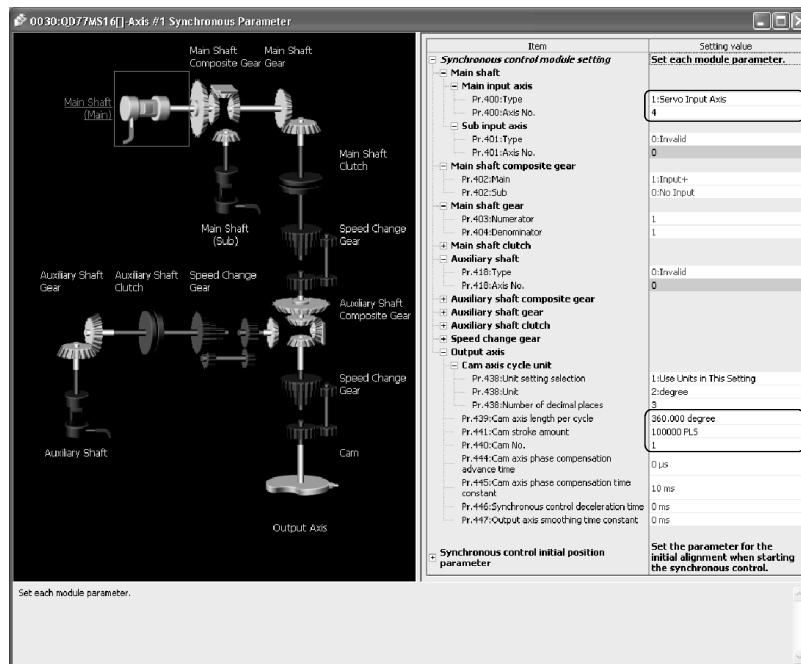 0030:QD77MS16[]-Axis #1 Synchronous Parameter
Main Shaft
Composite Gear
Main Shaft
Gear
Main Shaft
(Main)
Main Shaft
Clutch
Main Shaft
(Sub)
Speed Change
Gear
Auxiliary Shaft
Gear
Auxiliary Shaft
Clutch
Speed Change
Gear
Auxiliary Shaft
Composite Gear
Speed Change
Gear
Auxiliary Shaft
Cam
Output Axis
Item Setting value
Synchronous control module setting Set each module parameter.
Main shaft
Main input axis
Pr.400:Type 1:Servo Input Axis
Pr.400:Axis No. 4
Sub input axis
Pr.401:Type 0:Invalid
Pr.401:Axis No. 0
Main shaft composite gear
Pr.402:Main 1:Input+
Pr.402:Sub 0:No Input
Main shaft gear
Pr.403:Numerator 1
Pr.404:Denominator 1
Main shaft clutch
Auxiliary shaft
Pr.418:Type 0:Invalid
Pr.418:Axis No. 0
Auxiliary shaft composite gear
Auxiliary shaft gear
Auxiliary shaft clutch
Speed change gear
Output axis
Cam axis cycle unit
Pr.438:Unit setting selection 1:Use Units in This Setting
Pr.438:Unit 2:degree
Pr.438:Number of decimal places 3
Pr.439:Cam axis length per cycle 360.000 degree
Pr.441:Cam stroke amount 100000 PLS
Pr.440:Cam No. 1
Pr.444:Cam axis phase compensation
advance time 0 µs
Pr.445:Cam axis phase compensation time
constant 10 ms
Pr.446:Synchronous control deceleration time 0 ms
Pr.447:Output axis smoothing time constant 0 ms
Synchronous control initial position
parameter
Set the parameter for the
initial alignment when starting
the synchronous control.
Set each module parameter.